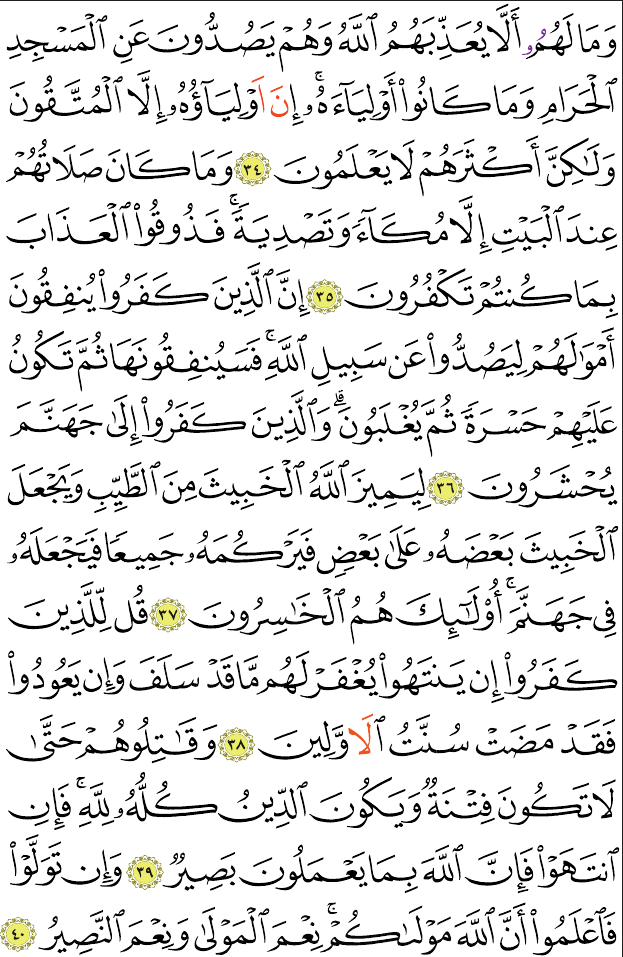 وَمَا لَهُمُۥ أَلَّا يُعَذِّبَهُمُ ٱللَّهُ وَهُمْ يَصُدُّونَ عَنِ ٱلْمَسْجِدِ
ٱلْحَرَامِ وَمَا كَانُوا۟ أَوْلِيَآءَهُۥٓ ۚ إِنَ اَوْلِيَآؤُهُۥٓ إِلَّا ٱلْمُتَّقُونَ
وَلَٰكِنَّ أَكْثَرَهُمْ لَا يَعْلَمُونَ ٣٤ وَمَا كَانَ صَلَاتُهُمْ
عِندَ ٱلْبَيْتِ إِلَّا مُكَآءً وَتَصْدِيَةً ۚ فَذُوقُوا۟ ٱلْعَذَابَ
بِمَا كُنتُمْ تَكْفُرُونَ ٣٥ إِنَّ ٱلَّذِينَ كَفَرُوا۟ يُنفِقُونَ
أَمْوَٰلَهُمْ لِيَصُدُّوا۟ عَن سَبِيلِ ٱللَّهِ ۚ فَسَيُنفِقُونَهَا ثُمَّ تَكُونُ
عَلَيْهِمْ حَسْرَةً ثُمَّ يُغْلَبُونَ ۗ وَٱلَّذِينَ كَفَرُوٓا۟ إِلَىٰ جَهَنَّمَ
يُحْشَرُونَ ٣٦ لِيَمِيزَ ٱللَّهُ ٱلْخَبِيثَ مِنَ ٱلطَّيِّبِ وَيَجْعَلَ
ٱلْخَبِيثَ بَعْضَهُۥ عَلَىٰ بَعْضٍ فَيَرْكُمَهُۥ جَمِيعًا فَيَجْعَلَهُۥ
فِى جَهَنَّمَ ۚ أُو۟لَٰٓئِكَ هُمُ ٱلْخَٰسِرُونَ ٣٧ قُل لِّلَّذِينَ
كَفَرُوٓا۟ إِن يَنتَهُوا۟ يُغْفَرْ لَهُم مَّا قَدْ سَلَفَ وَإِن يَعُودُوا۟
فَقَدْ مَضَتْ سُنَّتُ ٱلَاوَّلِينَ ٣٨ وَقَٰتِلُوهُمْ حَتَّىٰ
لَا تَكُونَ فِتْنَةٌ وَيَكُونَ ٱلدِّينُ كُلُّهُۥ لِلَّهِ ۚ فَإِنِ
ٱنتَهَوْا۟ فَإِنَّ ٱللَّهَ بِمَا يَعْمَلُونَ بَصِيرٌ ٣٩ وَإِن تَوَلَّوْا۟
فَٱعْلَمُوٓا۟ أَنَّ ٱللَّهَ مَوْلَىٰكُمْ ۚ نِعْمَ ٱلْمَوْلَىٰ وَنِعْمَ ٱلنَّصِيرُ ٤٠